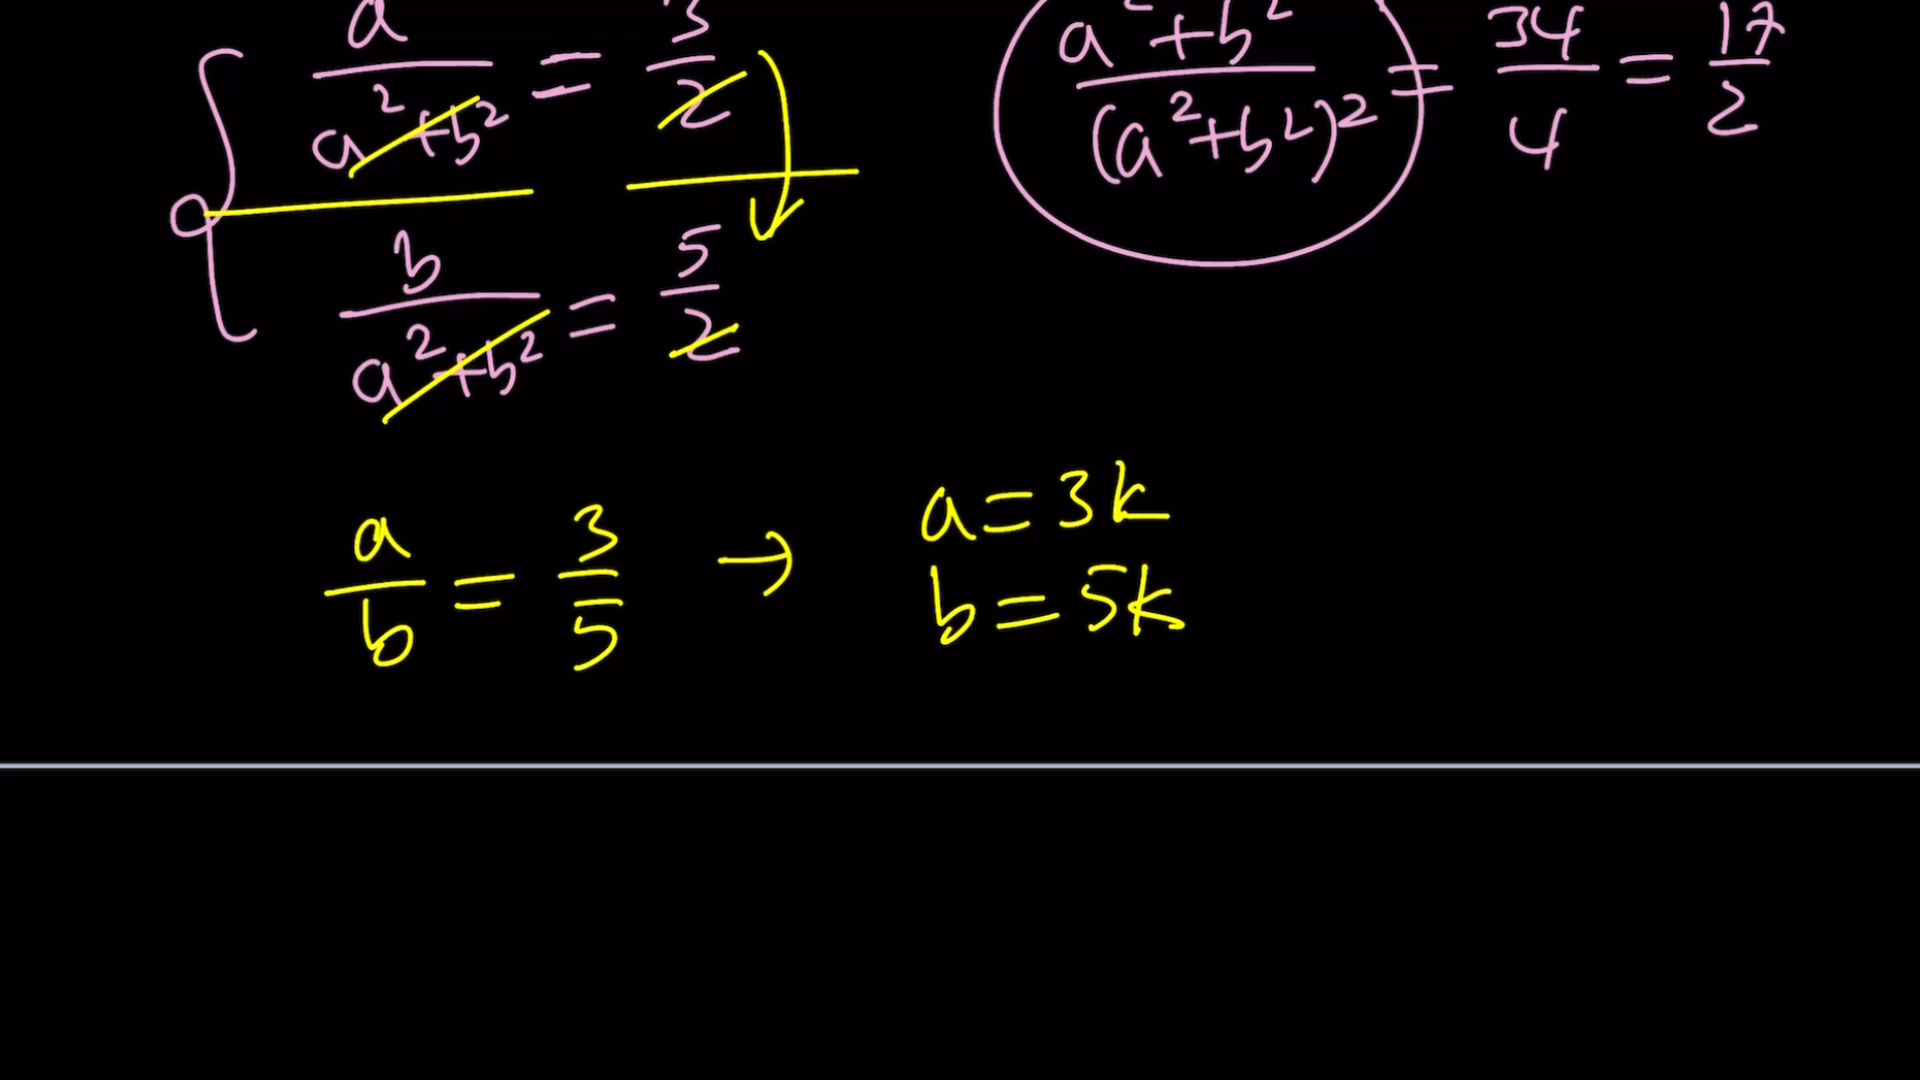 a/(a²+b²) = 3/2
(a²+b²)/(a²+b²)² = 34/4 = 17/2
b/(a²+b²) = 5/2
a/b = 3/5 → a=3k
b=5k